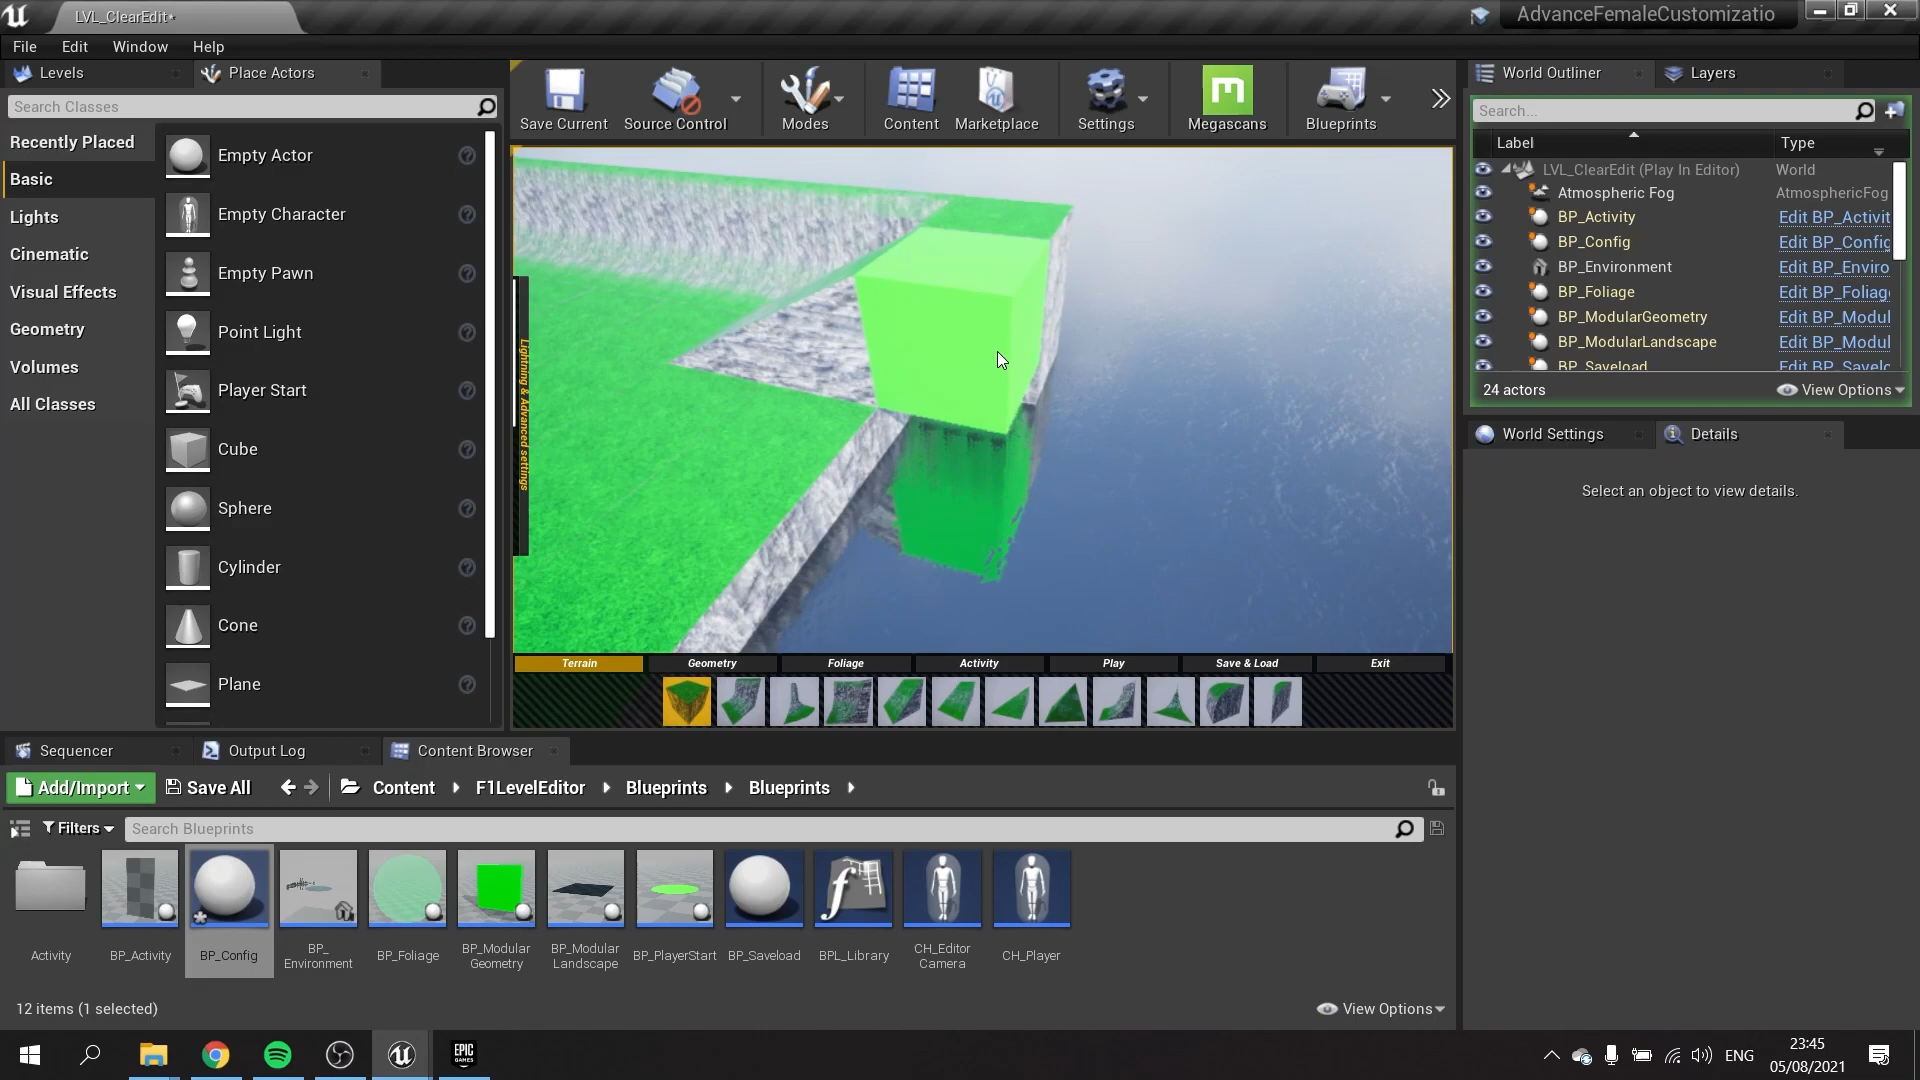 LVL_ClearEdit*
AdvanceFemaleCustomizatio
File Edit Window Help
Levels
Place Actors
Search Classes
Recently Placed
Basic
Lights
Cinematic
Visual Effects
Geometry
Volumes
All Classes
Empty Actor
Empty Character
Empty Pawn
Point Light
Player Start
Cube
Sphere
Cylinder
Cone
Plane
Save Current
Source Control
Modes
Content
Marketplace
Settings
Megascans
Blueprints
Lightning & Advanced settings
Terrain
Geometry
Foliage
Activity
Play
Save & Load
Exit
World Outliner
Layers
Search...
Label Type
LVL_ClearEdit (Play In Editor) World
Atmospheric Fog AtmosphericFog
BP_Activity Edit BP_Activit
BP_Config Edit BP_Config
BP_Environment Edit BP_Enviro
BP_Foliage Edit BP_Foliag
BP_ModularGeometry Edit BP_Modul
BP_ModularLandscape Edit BP_Modul
BP_Saveload Edit BP_Savelo
24 actors
View Options
World Settings
Details
Select an object to view details.
Sequencer
Output Log
Content Browser
Add/Import
Save All
Content
F1LevelEditor
Blueprints
Blueprints
Filters
Search Blueprints
Activity
BP_Activity
BP_Config
BP_
Environment
BP_Foliage
BP_Modular
Geometry
BP_Modular
Landscape
BP_PlayerStart
BP_Saveload
BPL_Library
CH_Editor
Camera
CH_Player
12 items (1 selected)
View Options
EPIC
GAMES
ENG
23:45
05/08/2021